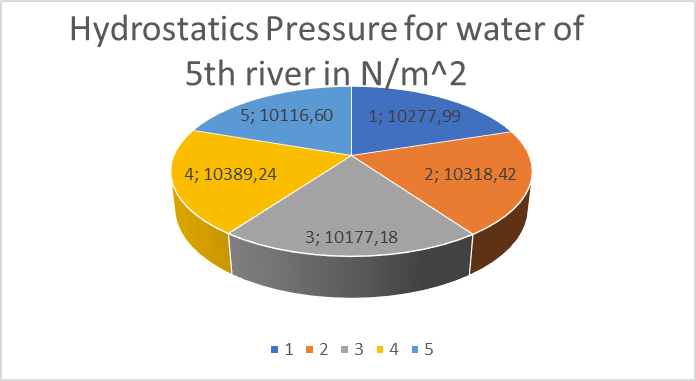 Hydrostatics Pressure for water of
5th river in N/m^2
5; 10116,60
1; 10277,99
4; 10389,24
2; 10318,42
3; 10177,18
1 2 3 4 5